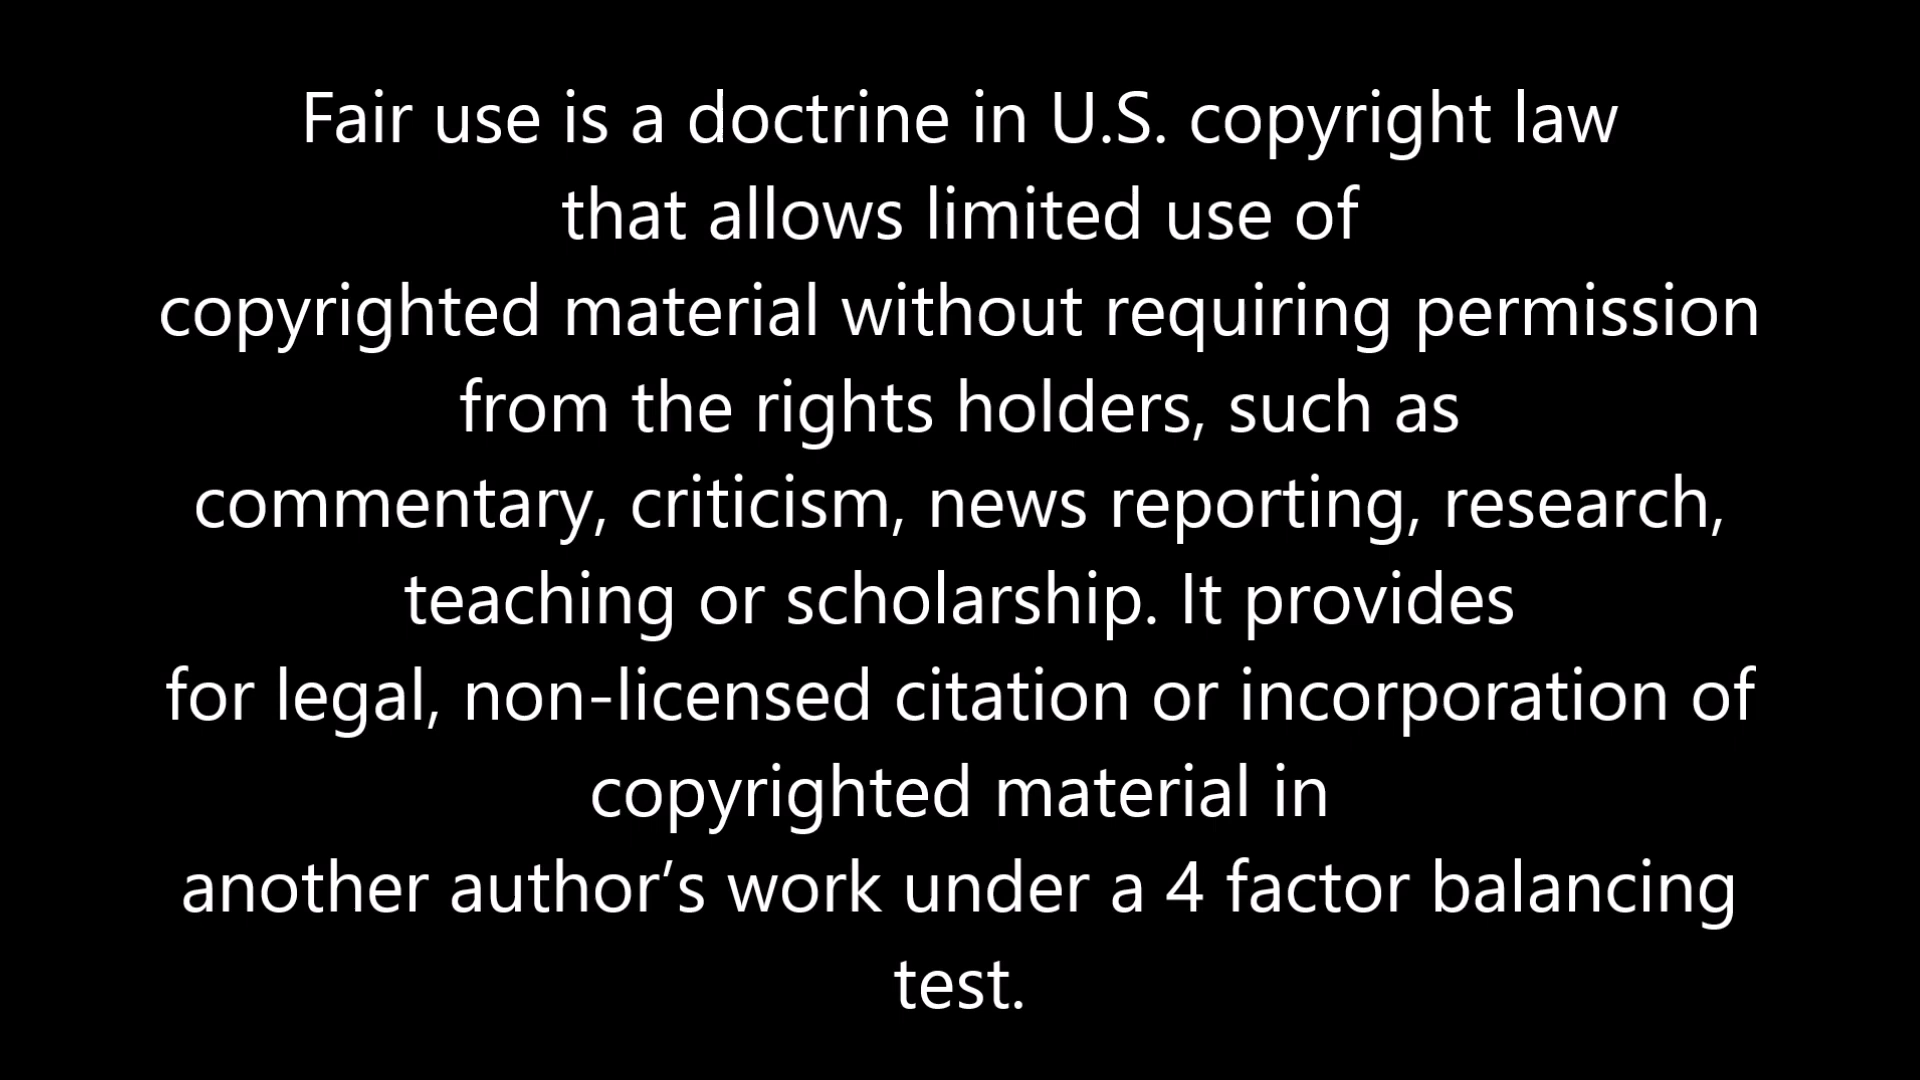 Fair use is a doctrine in U.S. copyright law
that allows limited use of
copyrighted material without requiring permission
from the rights holders, such as
commentary, criticism, news reporting, research,
teaching or scholarship. It provides
for legal, non-licensed citation or incorporation of
copyrighted material in
another author’s work under a 4 factor balancing
test.